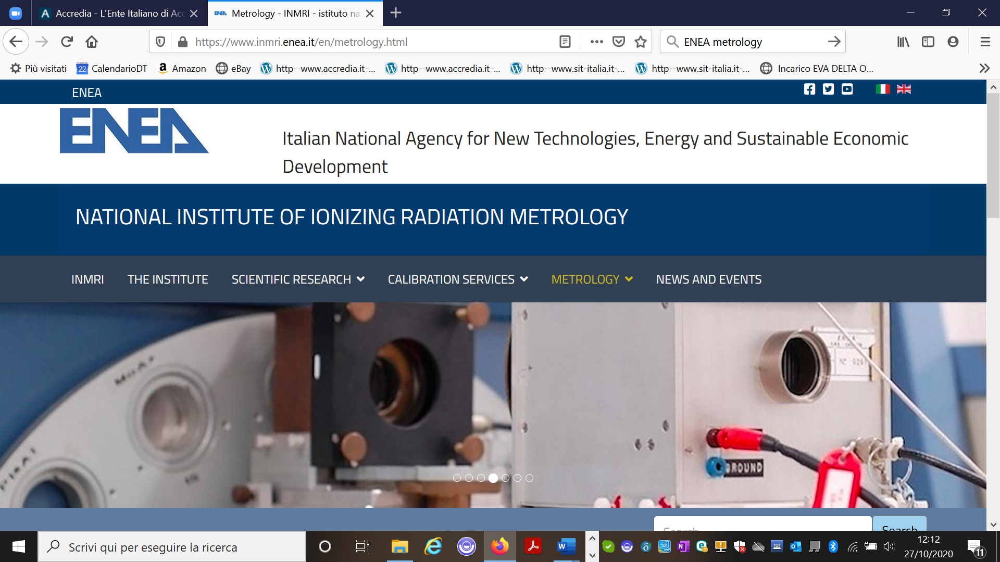 Accredia - L'Ente Italiano di Acc
Metrology - INMRI - istituto na
https://www.inmri.enea.it/en/metrology.html
ENEA metrology
Più visitati
22 CalendarioDT
Amazon
eBay
http--www.accredia.it-...
http--www.accredia.it-...
http--www.sit-italia.it-...
http--www.sit-italia.it-...
Incarico EVA DELTA O...
ENEA
ENEA
Italian National Agency for New Technologies, Energy and Sustainable Economic
Development
NATIONAL INSTITUTE OF IONIZING RADIATION METROLOGY
INMRI
THE INSTITUTE
SCIENTIFIC RESEARCH
CALIBRATION SERVICES
METROLOGY
NEWS AND EVENTS
GROUND
Search
Search
Scrivi qui per eseguire la ricerca
12:12
27/10/2020
11